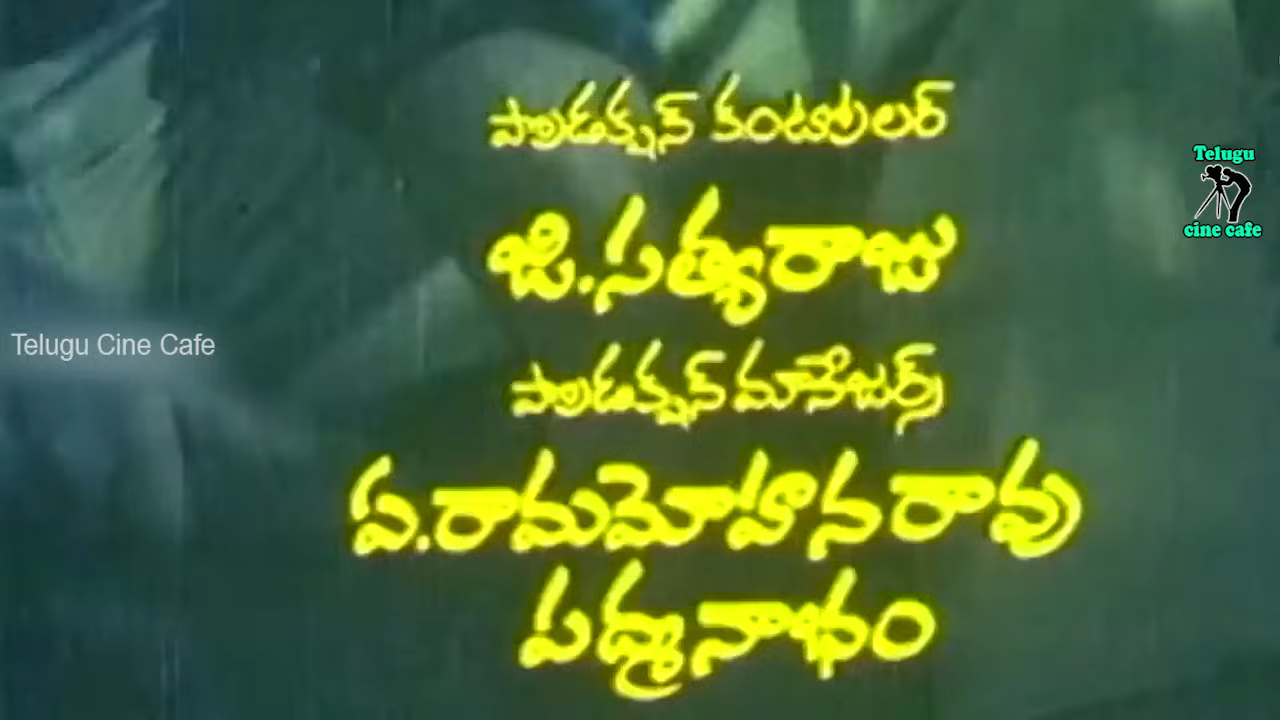 ప్రొడక్షన్ కంట్రోలర్
Telugu
జి.సత్యరాజు
cine cafe
Telugu Cine Cafe
ప్రొడక్షన్ మానేజర్స్
ఏ.రామమోహనరావు
పద్మనాభం